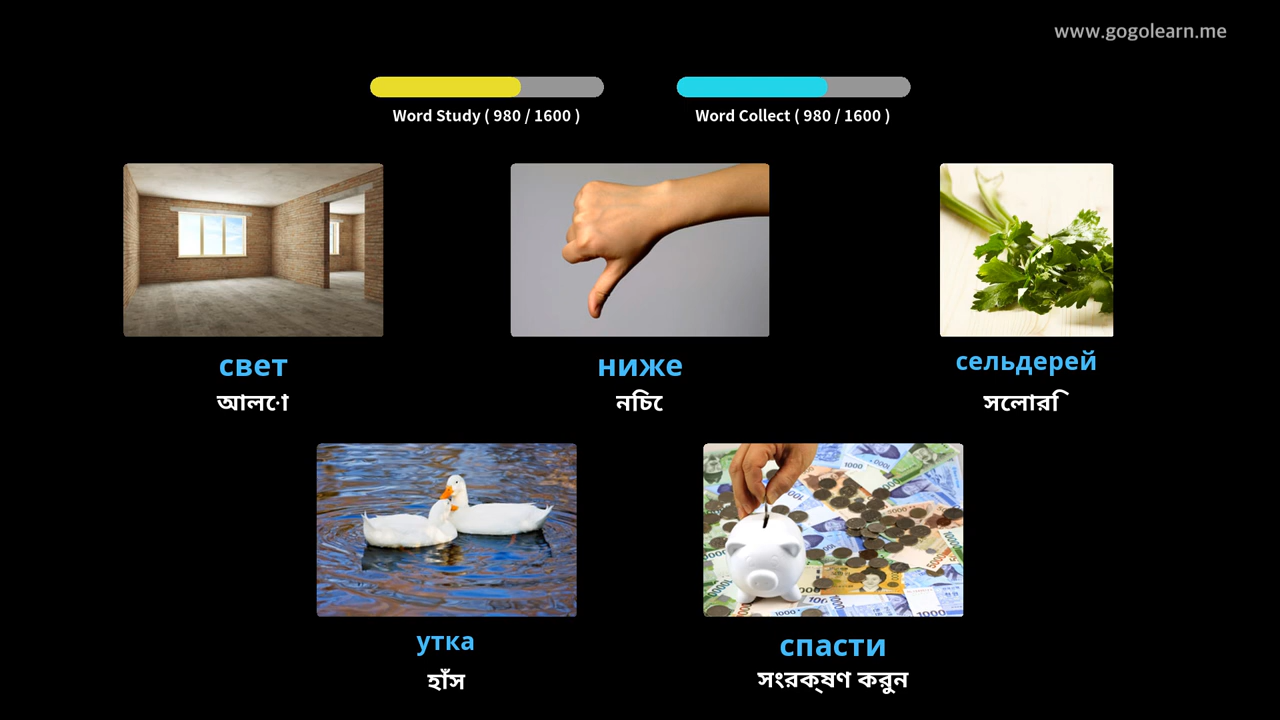 www.gogolearn.me
Word Study ( 980 / 1600 )
Word Collect ( 980 / 1600 )
свет
ниже
сельдерей
আলো
নিচে
সেলোরি
утка
спасти
হাঁস
সংরক্ষণ করুন